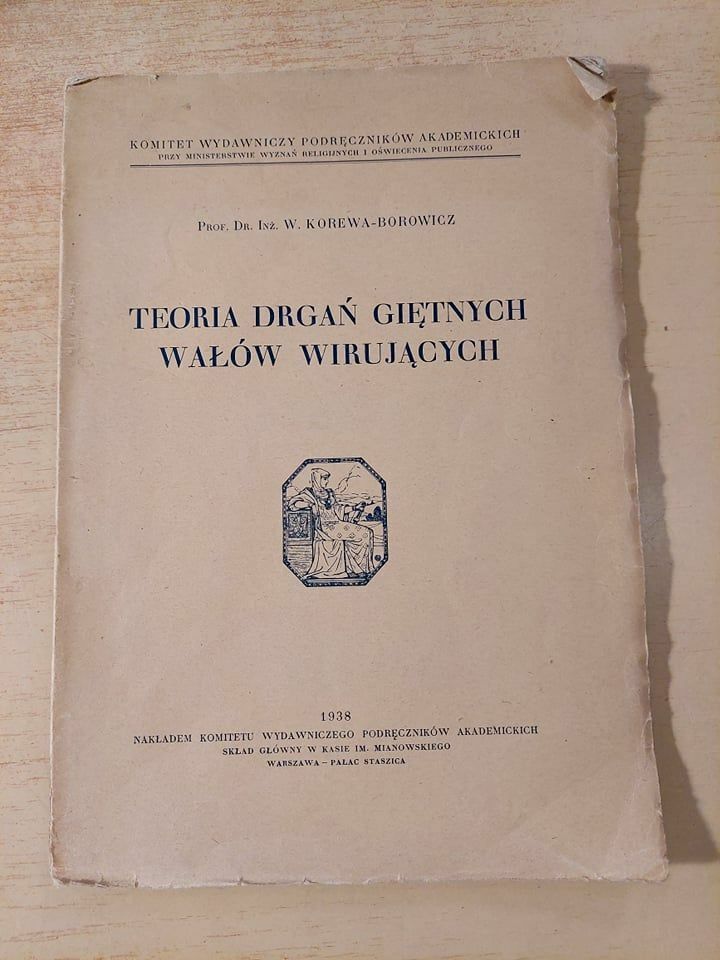 KOMITET WYDAWNICZY PODRĘCZNIKÓW AKADEMICKICH
PRZY MINISTERSTWIE WYZNAŃ RELIGIJNYCH I OŚWIECENIA PUBLICZNEGO
PROF. DR. INŻ. W. KOREWA-BOROWICZ
TEORIA DRGAŃ GIĘTNYCH
WAŁÓW WIRUJĄCYCH
1938
NAKŁADEM KOMITETU WYDAWNICZEGO PODRĘCZNIKÓW AKADEMICKICH
SKŁAD GŁÓWNY W KASIE IM. MIANOWSKIEGO
WARSZAWA – PAŁAC STASZICA